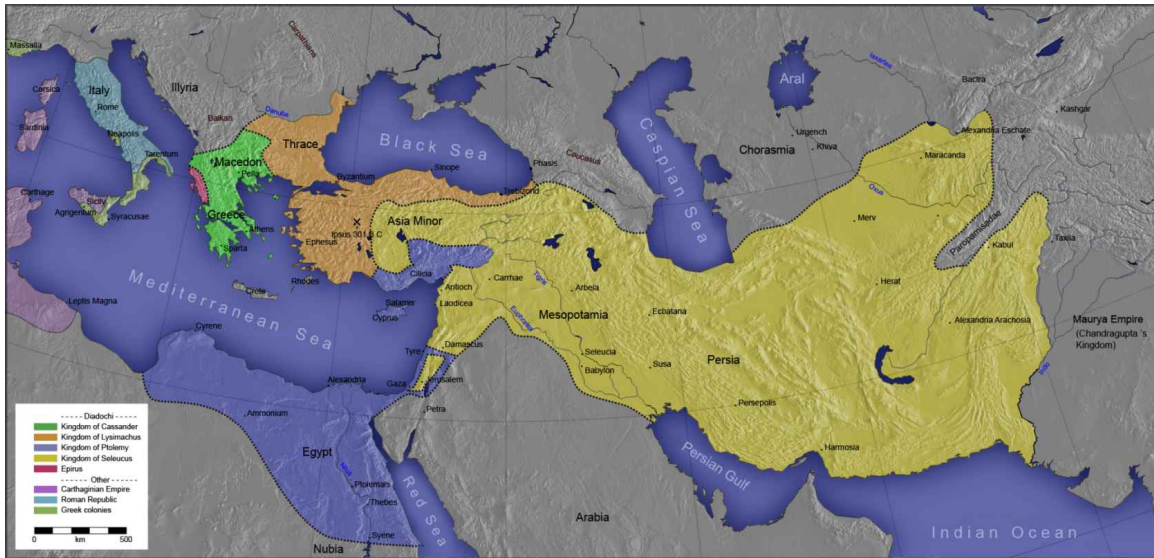 Massalia
Corsica
Sardinia
Carthage
Italy
Rome
Neapolis
Tarentum
Sicily
Agrigentum
Syracusae
Illyria
Carpathians
Balkan
Danube
Macedon
Pella
Greece
Athens
Sparta
Crete
Thrace
Byzantium
Black Sea
Sinope
Phasis
Trebizond
Caucasus
Asia Minor
Ipsus 301 B.C
Ephesus
Rhodes
Cilicia
Salamis
Cyprus
Mediterranean Sea
Leptis Magna
Cyrene
Alexandria
Ammonium
Egypt
Nile
Ptolemais
Thebes
Syene
Nubia
Red Sea
Antioch
Laodicea
Damascus
Tyre
Jerusalem
Gaza
Petra
Arabia
Carrhae
Tigris
Euphrates
Mesopotamia
Arbela
Ecbatana
Seleucia
Babylon
Susa
Persia
Persepolis
Persian Gulf
Harmosia
Caspian Sea
Aral
Iaxartes
Urgench
Khiva
Chorasmia
Oxus
Merv
Herat
Bactra
Kashgar
Alexandria Eschate
Maracanda
Paropamisadae
Kabul
Taxila
Alexandria Arachosia
Maurya Empire
(Chandragupta 's
Kingdom)
Indo
Indian Ocean
Diadochi
Kingdom of Cassander
Kingdom of Lysimachus
Kingdom of Ptolemy
Kingdom of Seleucus
Epirus
Other
Carthaginian Empire
Roman Republic
Greek colonies
0 km 500